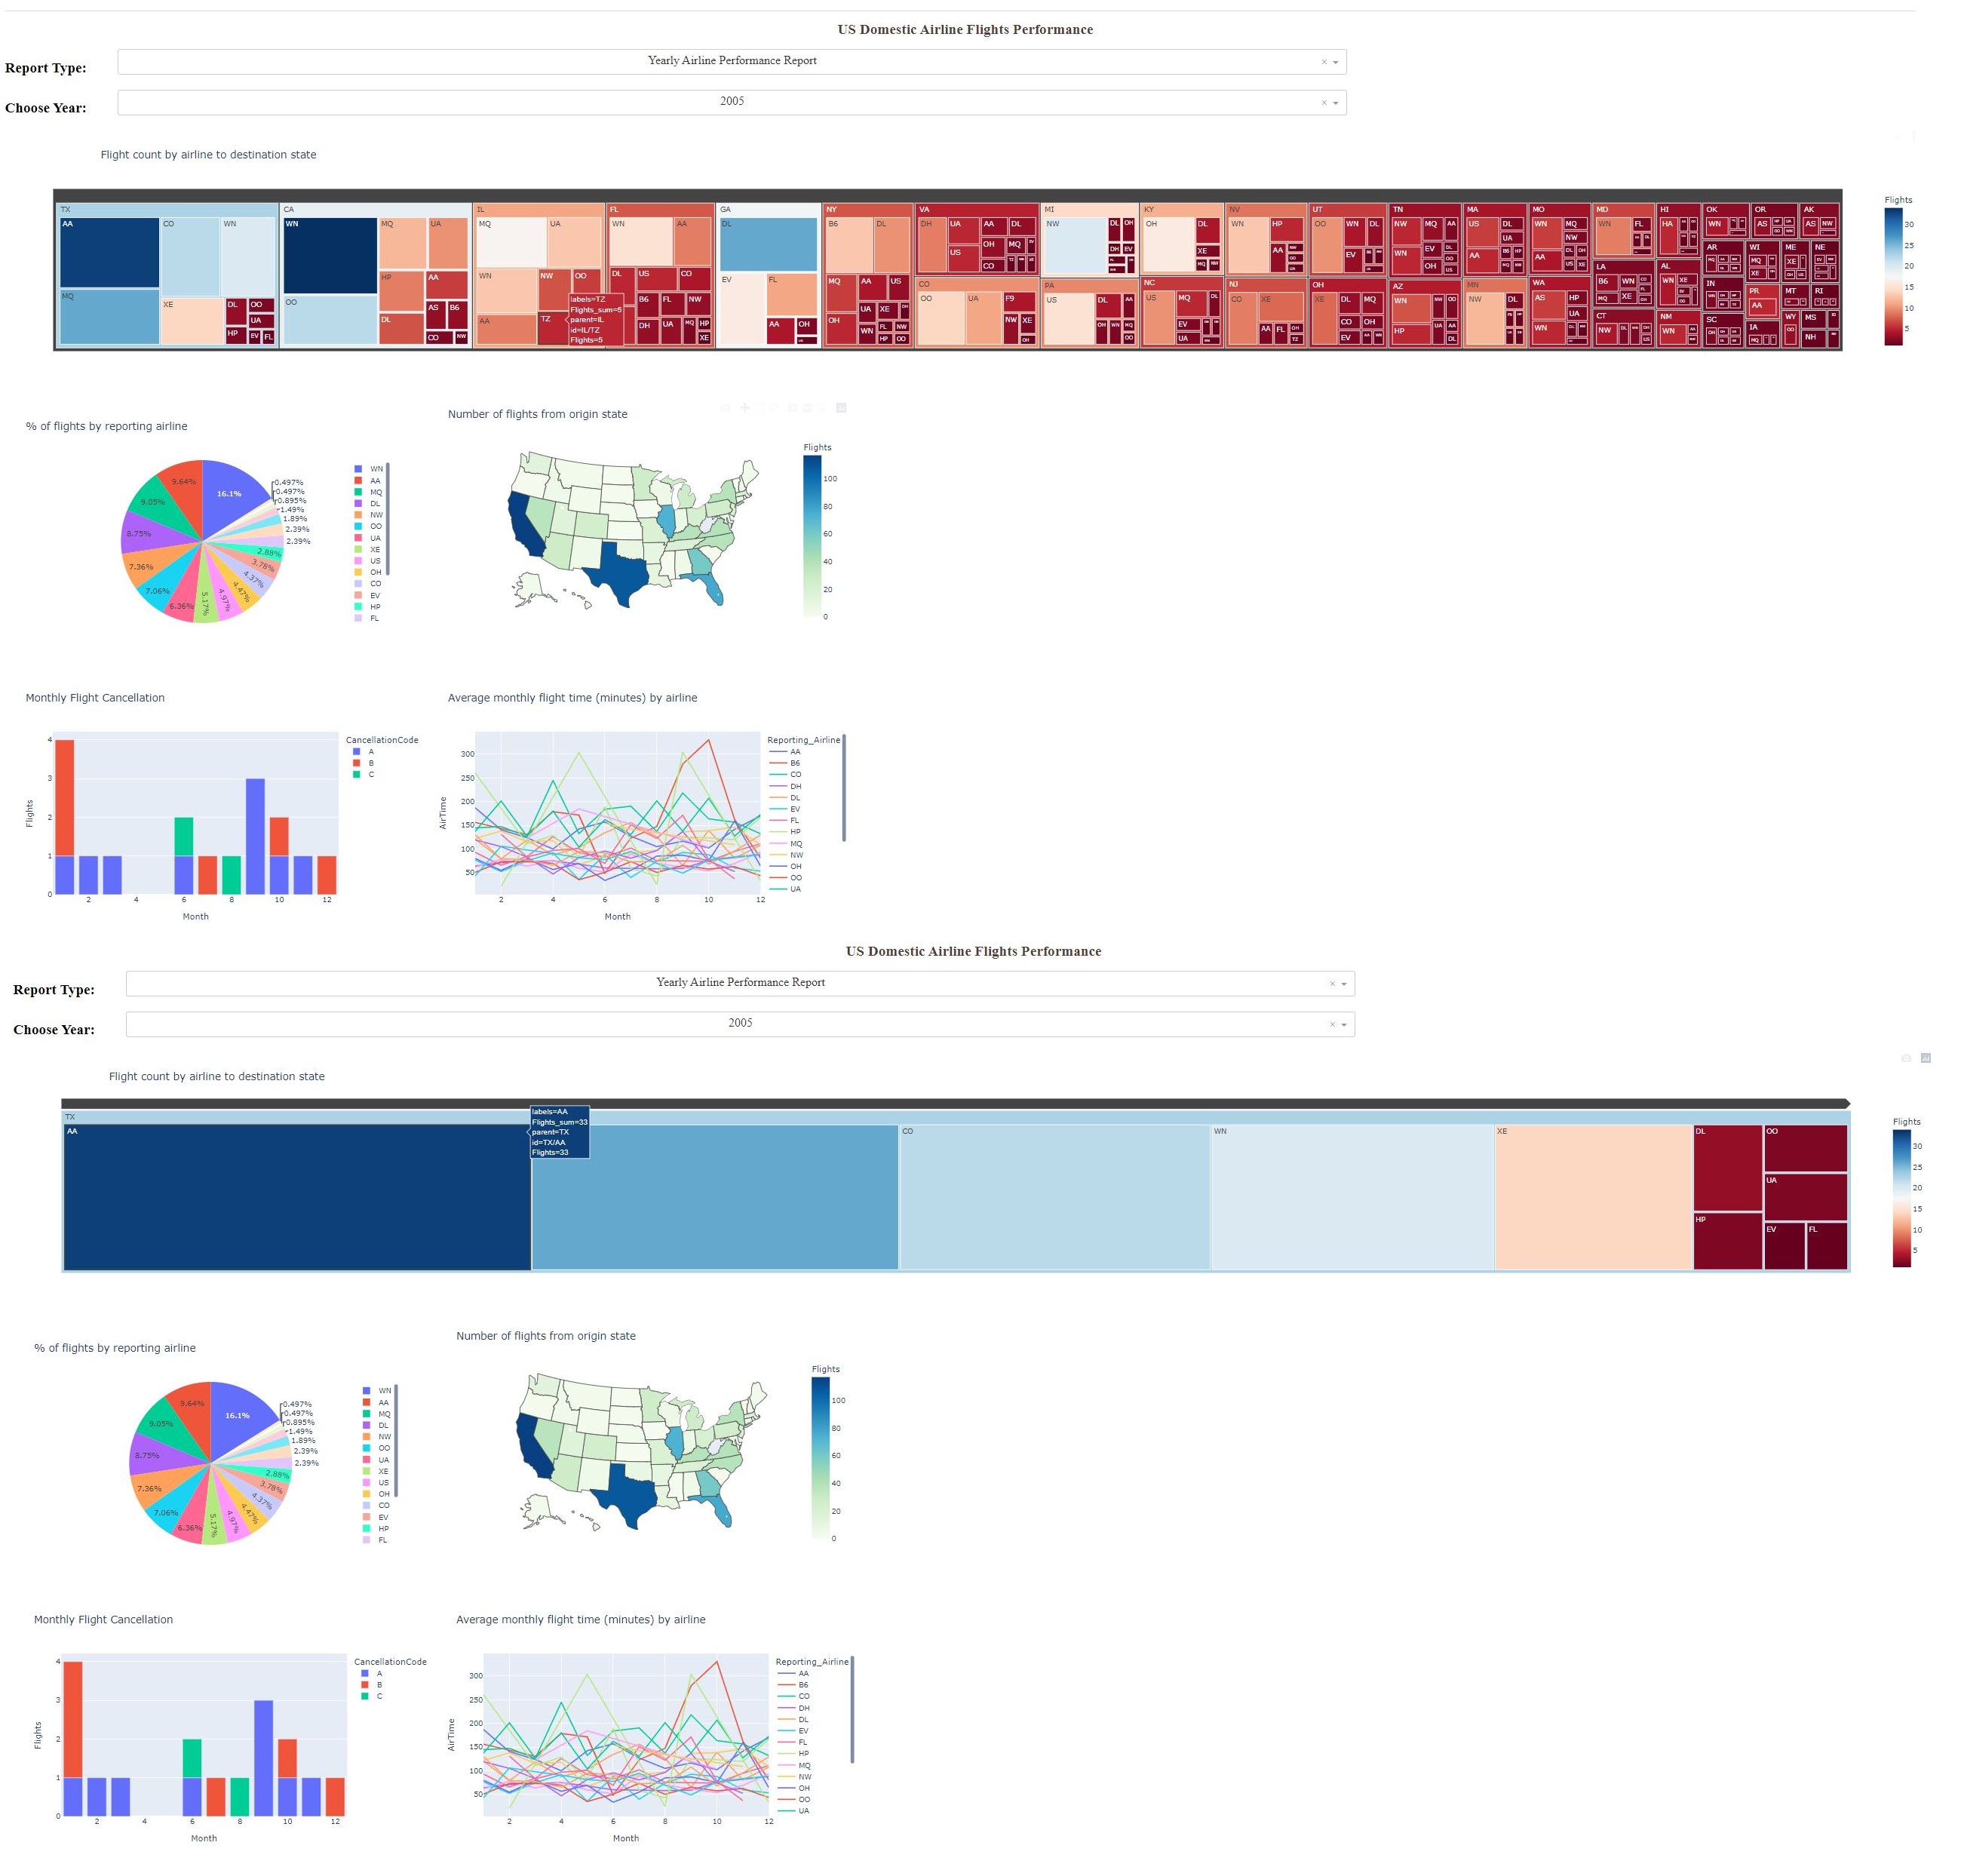 US Domestic Airline Flights Performance
Report Type:
Yearly Airline Performance Report
Choose Year:
2005
Flight count by airline to destination state
TX
AA
CO
WN
MQ
XE
DL
OO
UA
HP
EV
FL
CA
WN
MQ
UA
HP
AA
OO
DL
AS
B6
CO
NW
IL
MQ
UA
WN
NW
OO
AA
TZ
labels=TZ
Flights_sum=5
parent=IL
id=IL/TZ
Flights=5
FL
WN
AA
DL
US
CO
B6
FL
NW
DH
UA
MQ
HP
XE
GA
DL
EV
FL
AA
OH
NY
B6
DL
MQ
AA
US
UA
XE
OH
WN
FL
NW
HP
OO
VA
DH
UA
AA
DL
US
OH
MQ
CO
CO
OO
UA
F9
NW
XE
MI
NW
DL
OH
DH
EV
PA
US
DL
AA
OH
WN
MQ
OO
KY
OH
DL
XE
MQ
NW
NC
US
MQ
DL
EV
UA
NV
WN
HP
AA
NJ
CO
XE
AA
FL
OH
TZ
UT
OO
WN
DL
EV
OH
XE
DL
MQ
CO
OH
EV
TN
NW
MQ
AA
EV
DL
WN
OH
AZ
WN
NW
OO
HP
UA
AA
DL
MA
US
DL
UA
AA
B6
HP
MN
NW
DL
MO
WN
MQ
NW
DL
OH
AA
US
XE
WA
AS
HP
UA
WN
MD
WN
FL
LA
B6
WN
MQ
XE
CT
NW
DL
HI
HA
AL
WN
XE
NM
WN
AA
OK
WN
AR
IN
SC
OR
AS
WI
MQ
XE
PR
AA
IA
MQ
AK
AS
NW
ME
NE
MT
RI
WY
OO
MS
NH
Flights
30
25
20
15
10
5
% of flights by reporting airline
16.1%
9.64%
9.05%
8.75%
7.36%
7.06%
6.36%
5.17%
4.97%
4.47%
4.37%
3.78%
2.88%
2.39%
2.39%
1.89%
1.49%
0.895%
0.497%
0.497%
WN
AA
MQ
DL
NW
OO
UA
XE
US
OH
CO
EV
HP
FL
Number of flights from origin state
Flights
100
80
60
40
20
0
Monthly Flight Cancellation
Flights
4
3
2
1
0
2 4 6 8 10 12
Month
CancellationCode
A
B
C
Average monthly flight time (minutes) by airline
AirTime
300
250
200
150
100
50
2 4 6 8 10 12
Month
Reporting_Airline
AA
B6
CO
DH
DL
EV
FL
HP
MQ
NW
OH
OO
UA
US Domestic Airline Flights Performance
Report Type:
Yearly Airline Performance Report
Choose Year:
2005
Flight count by airline to destination state
TX
AA
labels=AA
Flights_sum=33
parent=TX
id=TX/AA
Flights=33
CO
WN
XE
DL
OO
UA
HP
EV
FL
Flights
30
25
20
15
10
5
% of flights by reporting airline
16.1%
9.64%
9.05%
8.75%
7.36%
7.06%
6.36%
5.17%
4.97%
4.47%
4.37%
3.78%
2.88%
2.39%
2.39%
1.89%
1.49%
0.895%
0.497%
0.497%
WN
AA
MQ
DL
NW
OO
UA
XE
US
OH
CO
EV
HP
FL
Number of flights from origin state
Flights
100
80
60
40
20
0
Monthly Flight Cancellation
Flights
4
3
2
1
0
2 4 6 8 10 12
Month
CancellationCode
A
B
C
Average monthly flight time (minutes) by airline
AirTime
300
250
200
150
100
50
2 4 6 8 10 12
Month
Reporting_Airline
AA
B6
CO
DH
DL
EV
FL
HP
MQ
NW
OH
OO
UA